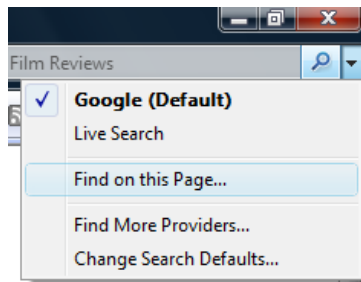 Film Reviews
Google (Default)
Live Search
Find on this Page...
Find More Providers...
Change Search Defaults...